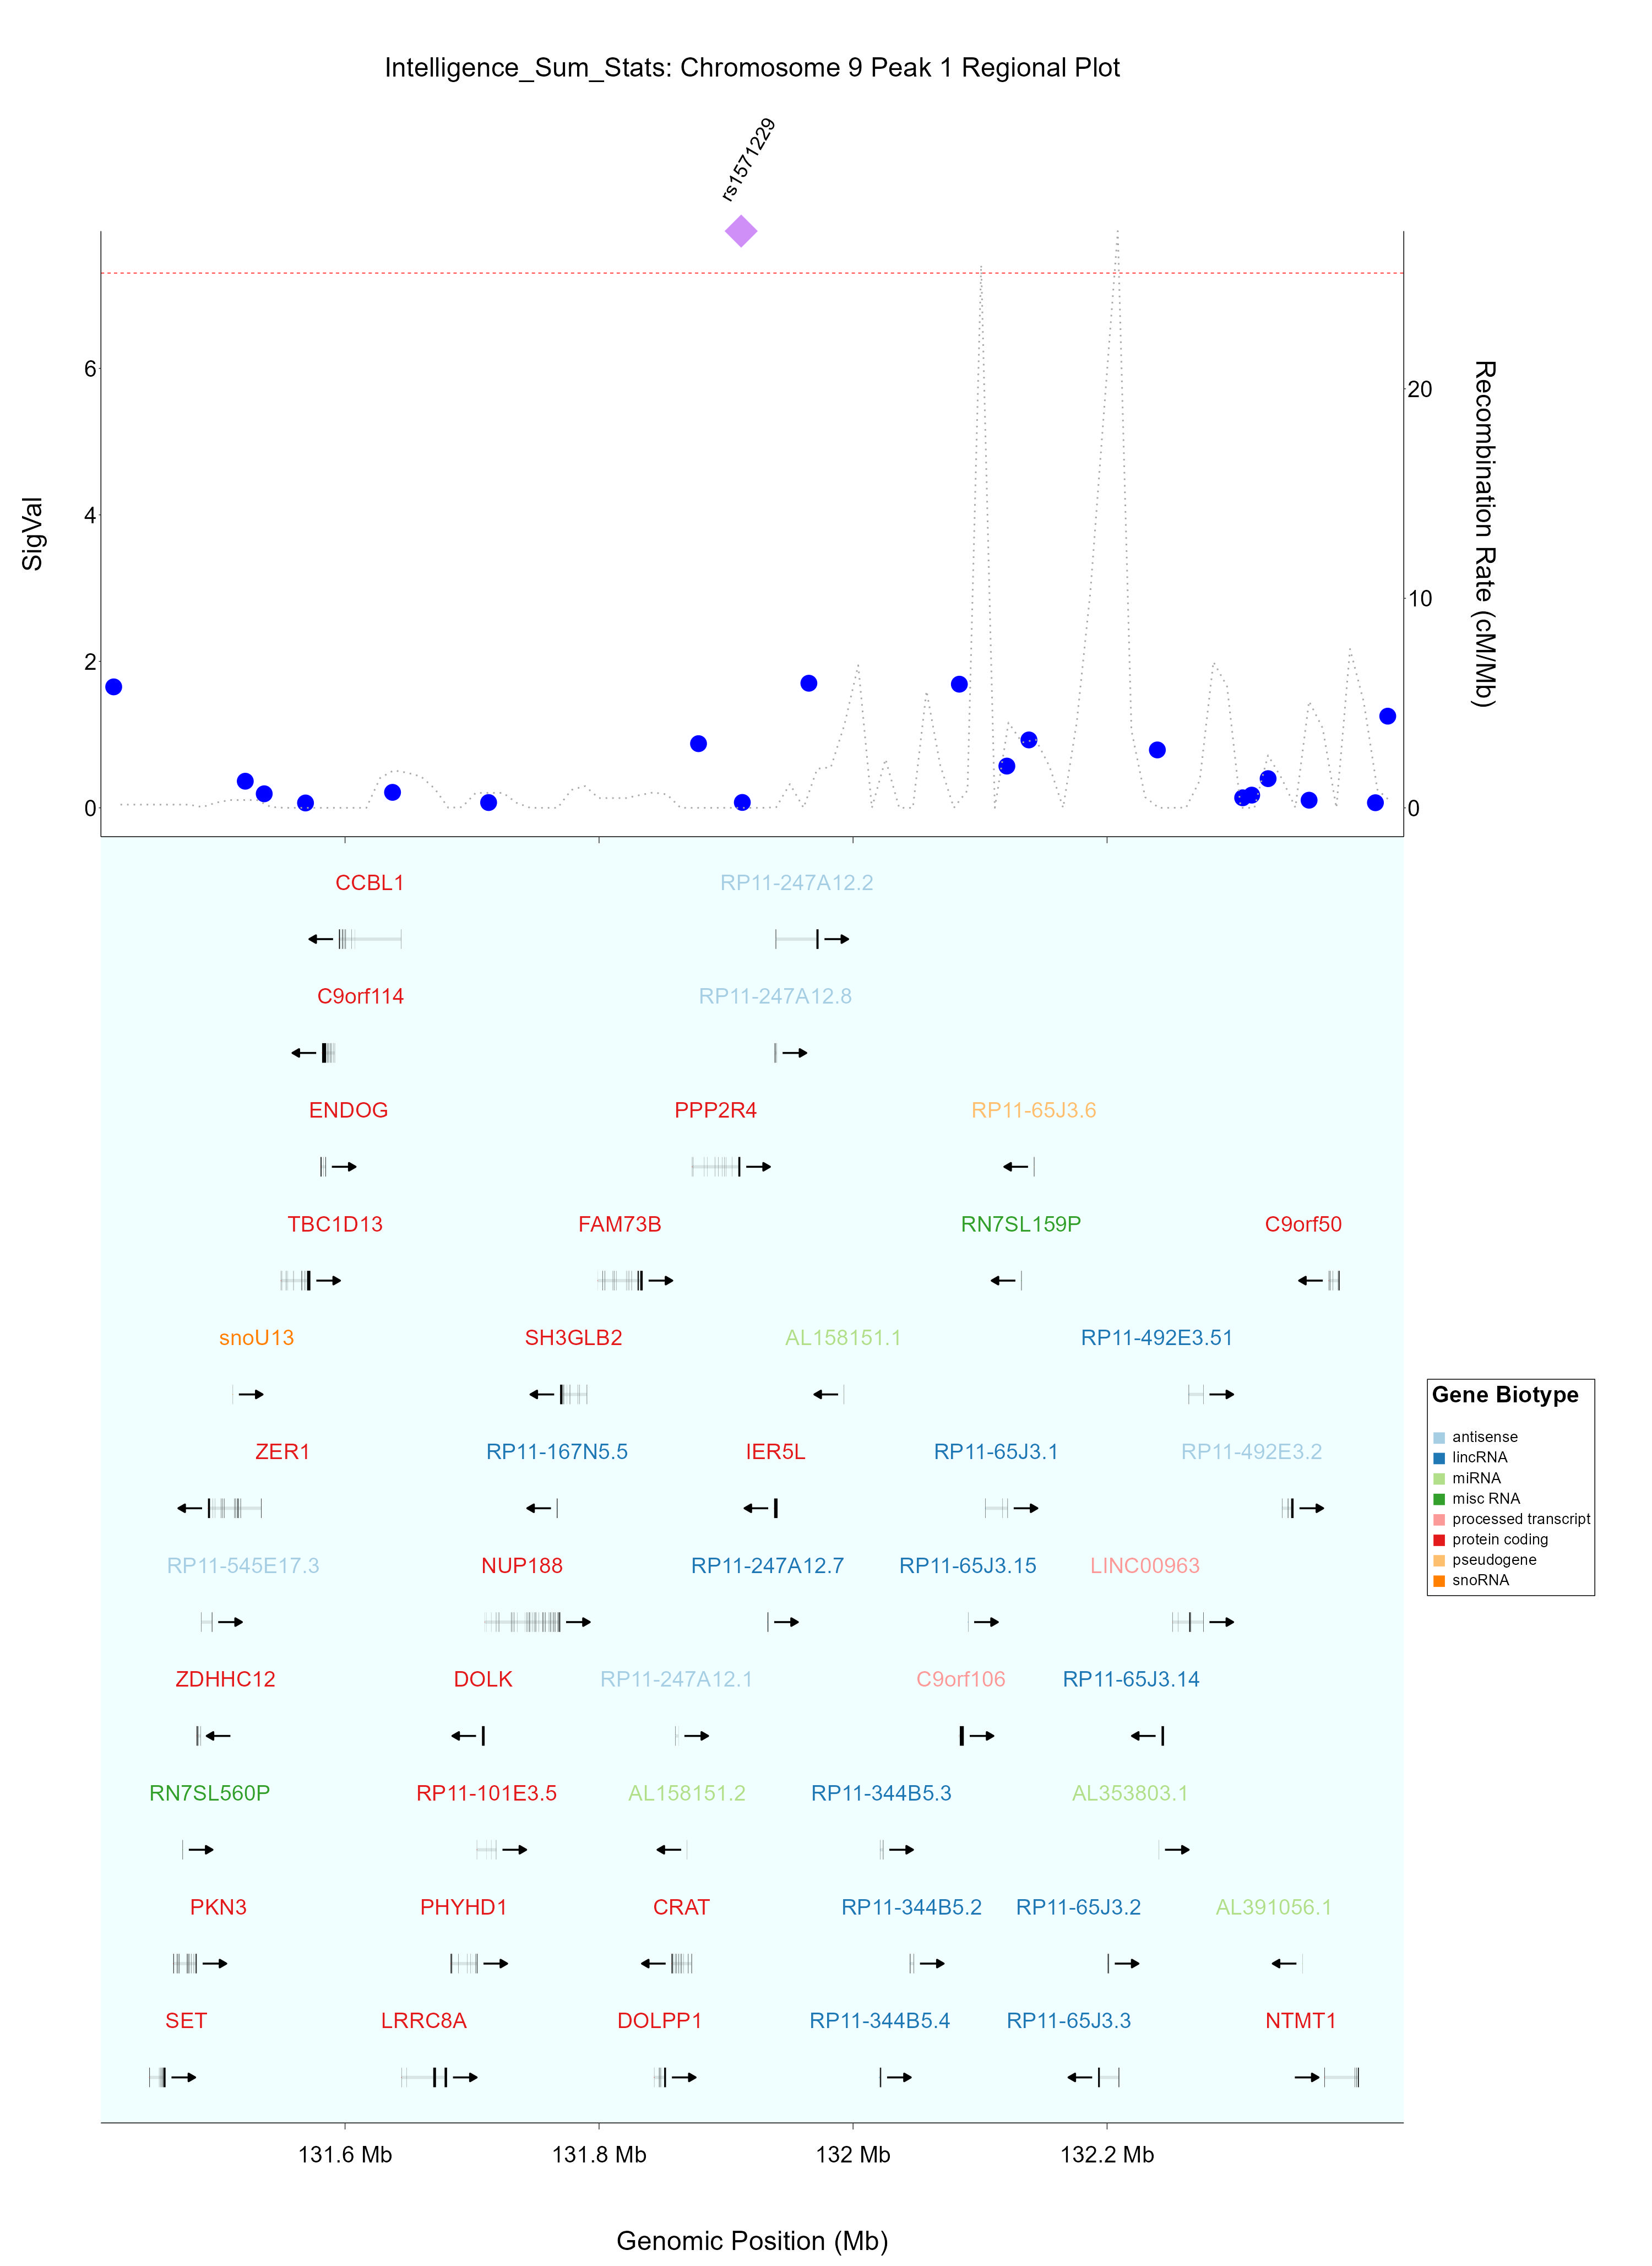 Intelligence_Sum_Stats: Chromosome 9 Peak 1 Regional Plot
rs1571229
SigVal
6
4
2
0
20
10
0
Recombination Rate (cM/Mb)
CCBL1
RP11-247A12.2
C9orf114
RP11-247A12.8
ENDOG
PPP2R4
RP11-65J3.6
TBC1D13
FAM73B
RN7SL159P
C9orf50
snoU13
SH3GLB2
AL158151.1
RP11-492E3.51
ZER1
RP11-167N5.5
IER5L
RP11-65J3.1
RP11-492E3.2
RP11-545E17.3
NUP188
RP11-247A12.7
RP11-65J3.15
LINC00963
ZDHHC12
DOLK
RP11-247A12.1
C9orf106
RP11-65J3.14
RN7SL560P
RP11-101E3.5
AL158151.2
RP11-344B5.3
AL353803.1
PKN3
PHYHD1
CRAT
RP11-344B5.2
RP11-65J3.2
AL391056.1
SET
LRRC8A
DOLPP1
RP11-344B5.4
RP11-65J3.3
NTMT1
Gene Biotype
antisense
lincRNA
miRNA
misc RNA
processed transcript
protein coding
pseudogene
snoRNA
131.6 Mb
131.8 Mb
132 Mb
132.2 Mb
Genomic Position (Mb)